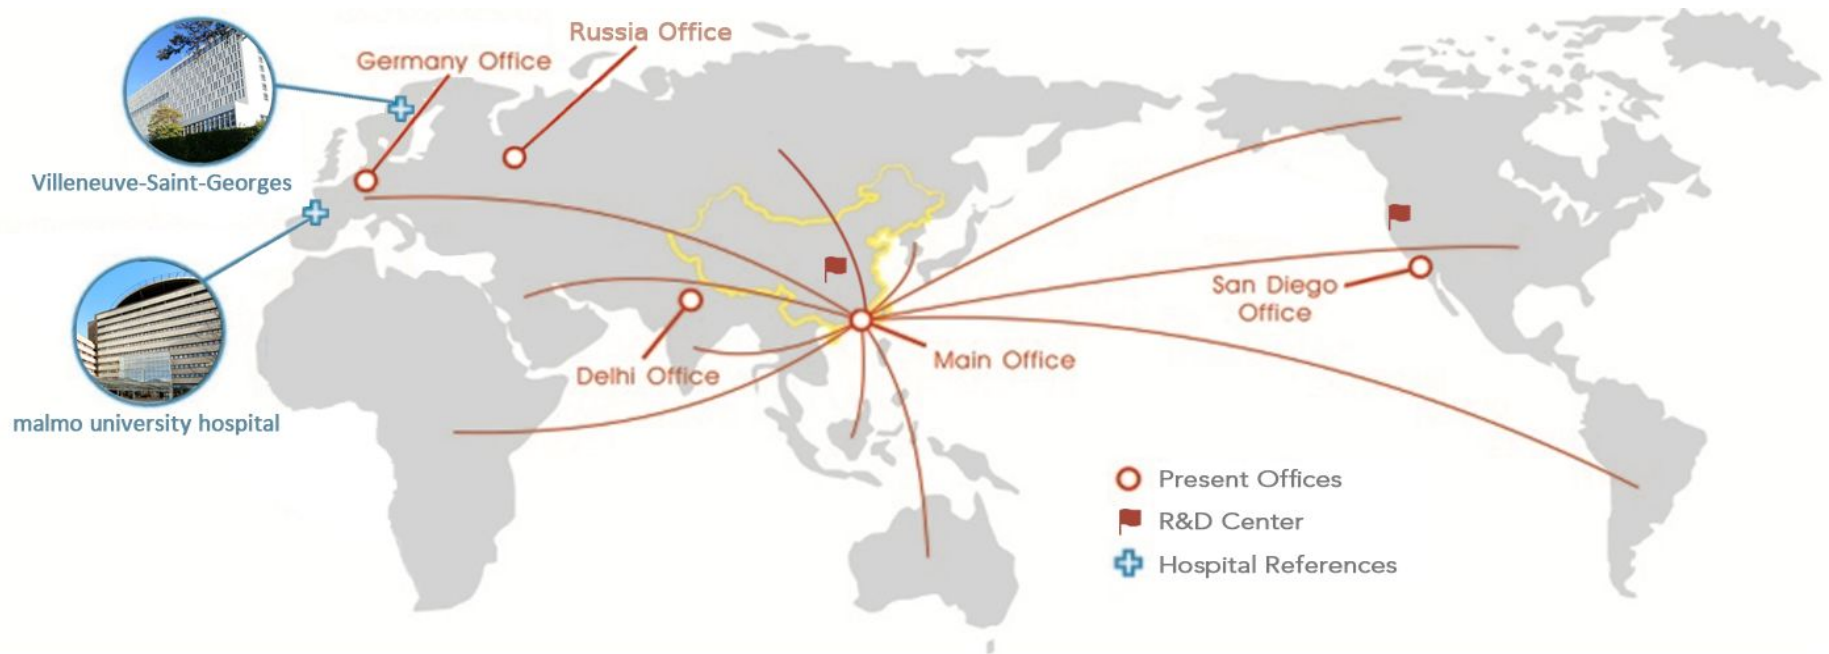 Russia Office
Germany Office
Villeneuve-Saint-Georges
San Diego
Office
Main Office
Delhi Office
malmo university hospital
Present Offices
R&D Center
Hospital References